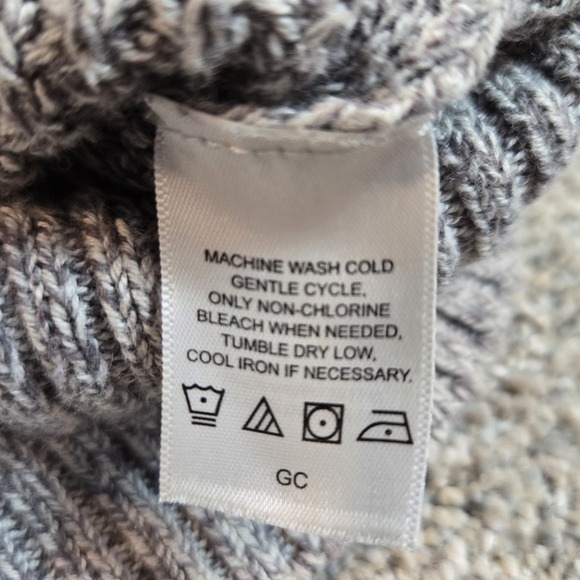 MACHINE WASH COLD
GENTLE CYCLE,
ONLY NON-CHLORINE
BLEACH WHEN NEEDED,
TUMBLE DRY LOW,
COOL IRON IF NECESSARY.
GC